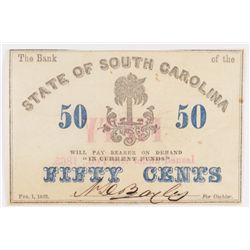 The Bank of the
STATE OF SOUTH CAROLINA
50 50
WILL PAY BEARER ON DEMAND
"IN CURRENT FUNDS"
FIFTY CENTS
FEB. 1, 1863. For Cashier.